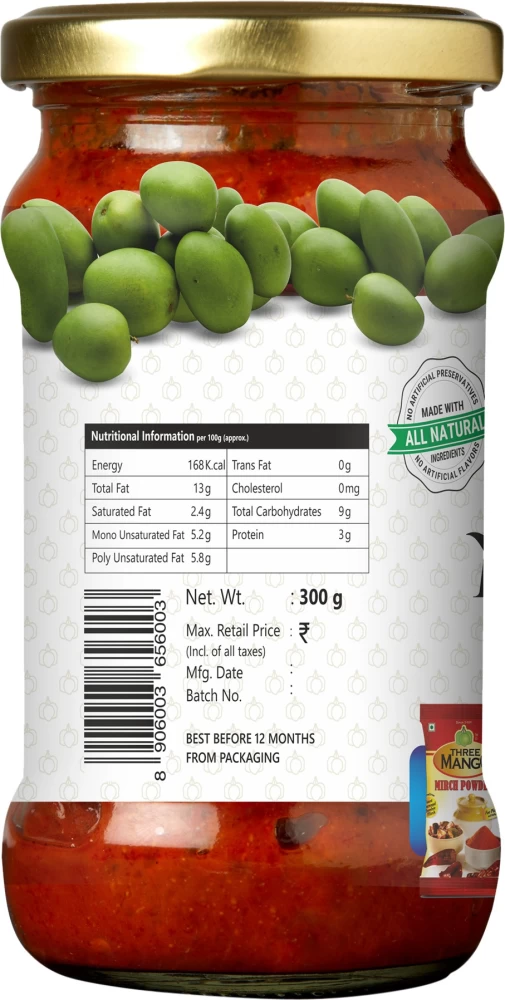 NO ARTIFICIAL PRESERVATIVES
MADE WITH
ALL NATURAL
INGREDIENTS
NO ARTIFICIAL FLAVORS
Nutritional Information per 100g (approx.)
Energy 168K.cal Trans Fat 0g
Total Fat 13g Cholesterol 0mg
Saturated Fat 2.4g Total Carbohydrates 9g
Mono Unsaturated Fat 5.2g Protein 3g
Poly Unsaturated Fat 5.8g
Net. Wt. : 300 g
Max. Retail Price : ₹
(Incl. of all taxes)
Mfg. Date :
Batch No. :
BEST BEFORE 12 MONTHS
FROM PACKAGING
8 906003 656003
THREE
MANG
MIRCH POWD